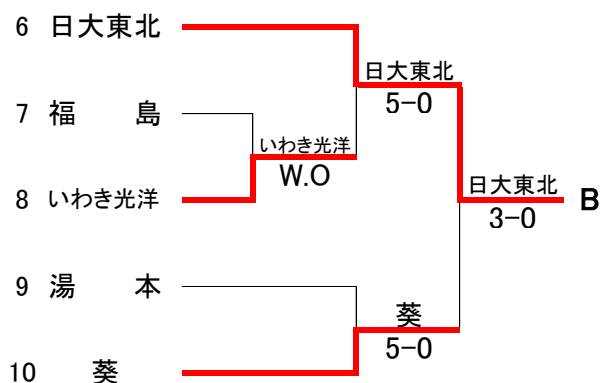 6 日大東北
日大東北
5-0
7 福 島
いわき光洋
W.O
8 いわき光洋
日大東北
3-0
B
9 湯 本
葵
5-0
10 葵